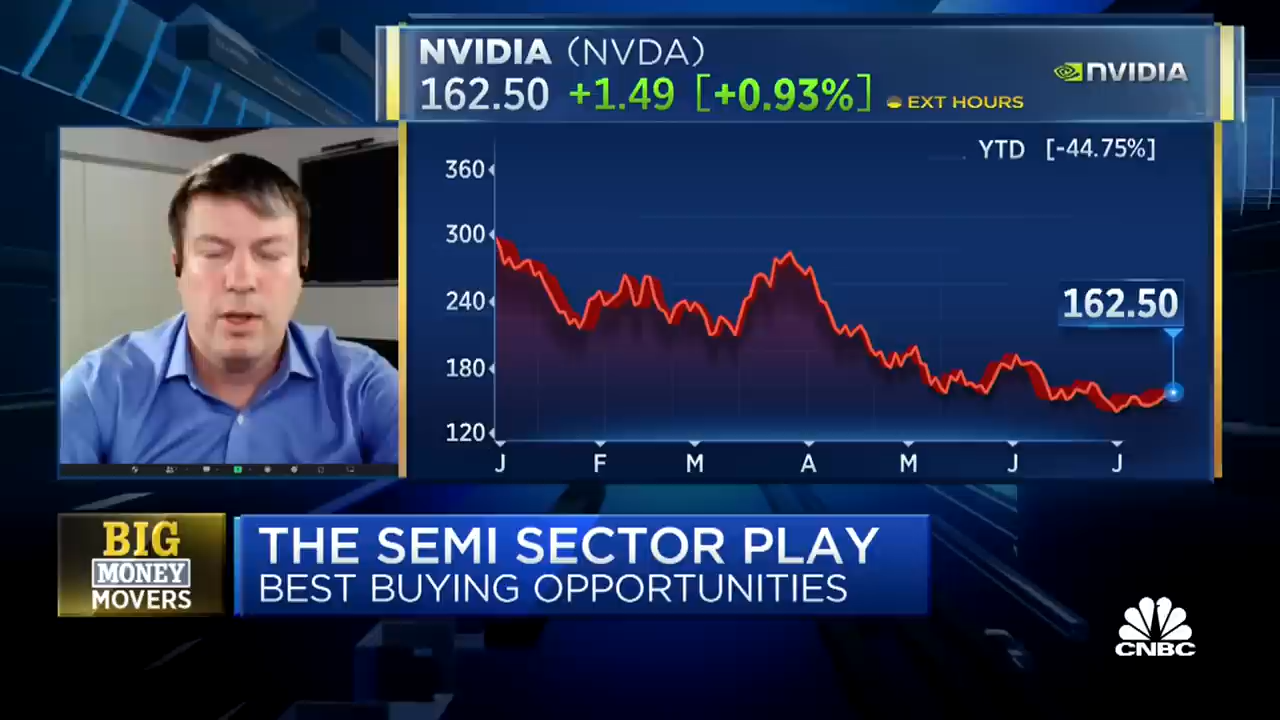 NVIDIA (NVDA)
162.50 +1.49 [+0.93%] EXT HOURS
NVIDIA
YTD [-44.75%]
360
300
240
180
120
162.50
J F M A M J J
BIG
MONEY
MOVERS
THE SEMI SECTOR PLAY
BEST BUYING OPPORTUNITIES
CNBC